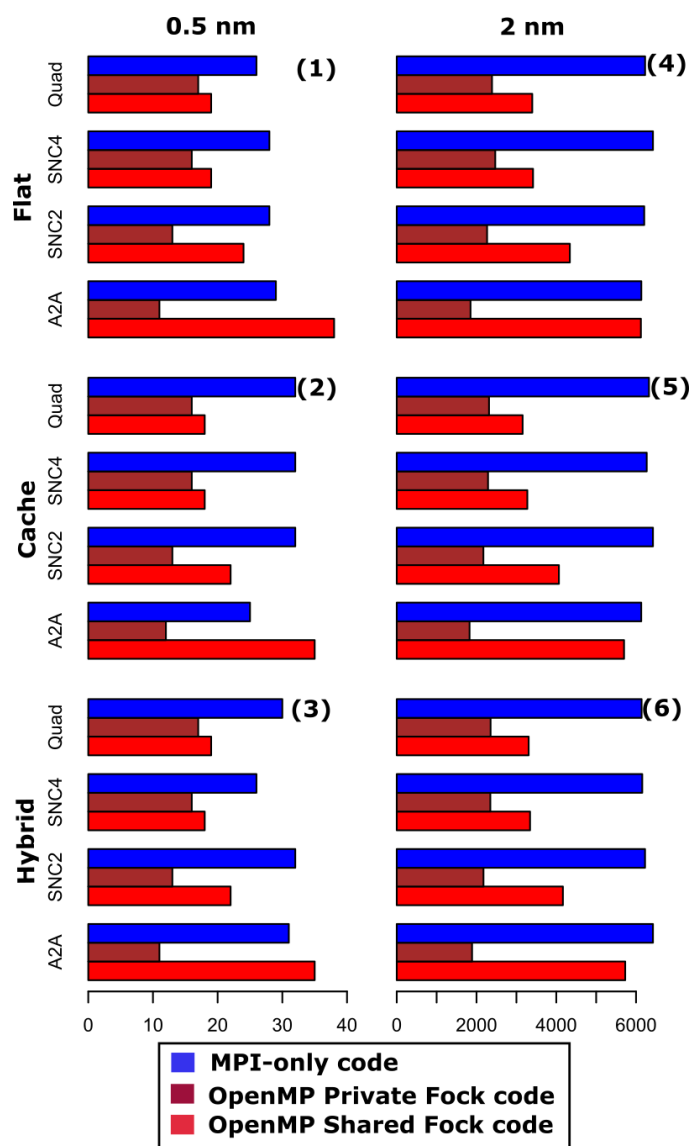 0.5 nm
2 nm
Flat
Quad
SNC4
SNC2
A2A
(1)
(4)
Cache
Quad
SNC4
SNC2
A2A
(2)
(5)
Hybrid
Quad
SNC4
SNC2
A2A
(3)
(6)
0 10 20 30 40
0 2000 4000 6000
MPI-only code
OpenMP Private Fock code
OpenMP Shared Fock code